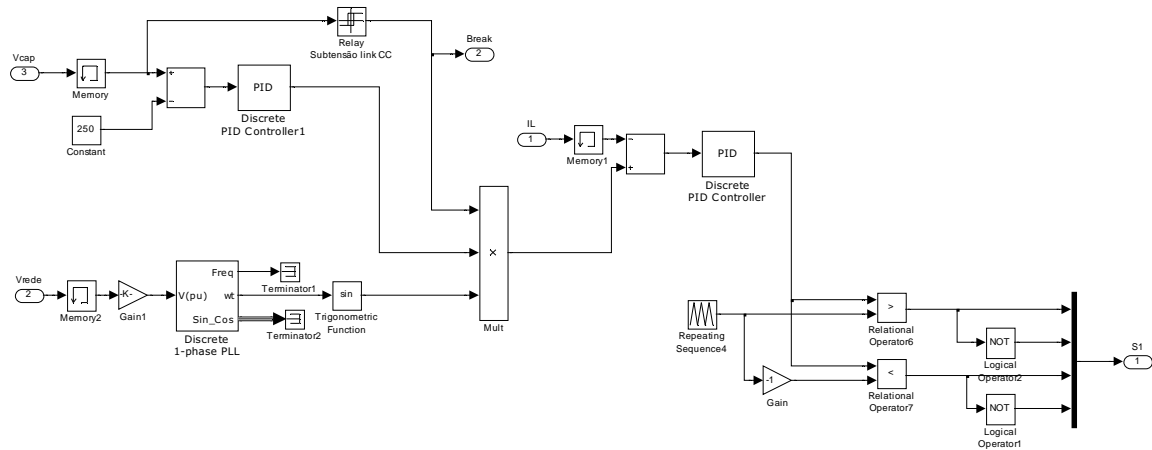 Relay
Subtensão link CC
Break
2
Vcap
3
Memory
+
−
PID
Discrete
PID Controller1
250
Constant
IL
1
Memory1
−
+
PID
Discrete
PID Controller
Vrede
2
Memory2
-K-
Gain1
V(pu)
Freq
wt
Sin_Cos
Discrete
1-phase PLL
Terminator1
Terminator2
sin
Trigonometric
Function
X
Mult
Repeating
Sequence4
-1
Gain
>
Relational
Operator6
<
Relational
Operator7
NOT
Logical
Operator2
NOT
Logical
Operator1
S1
1